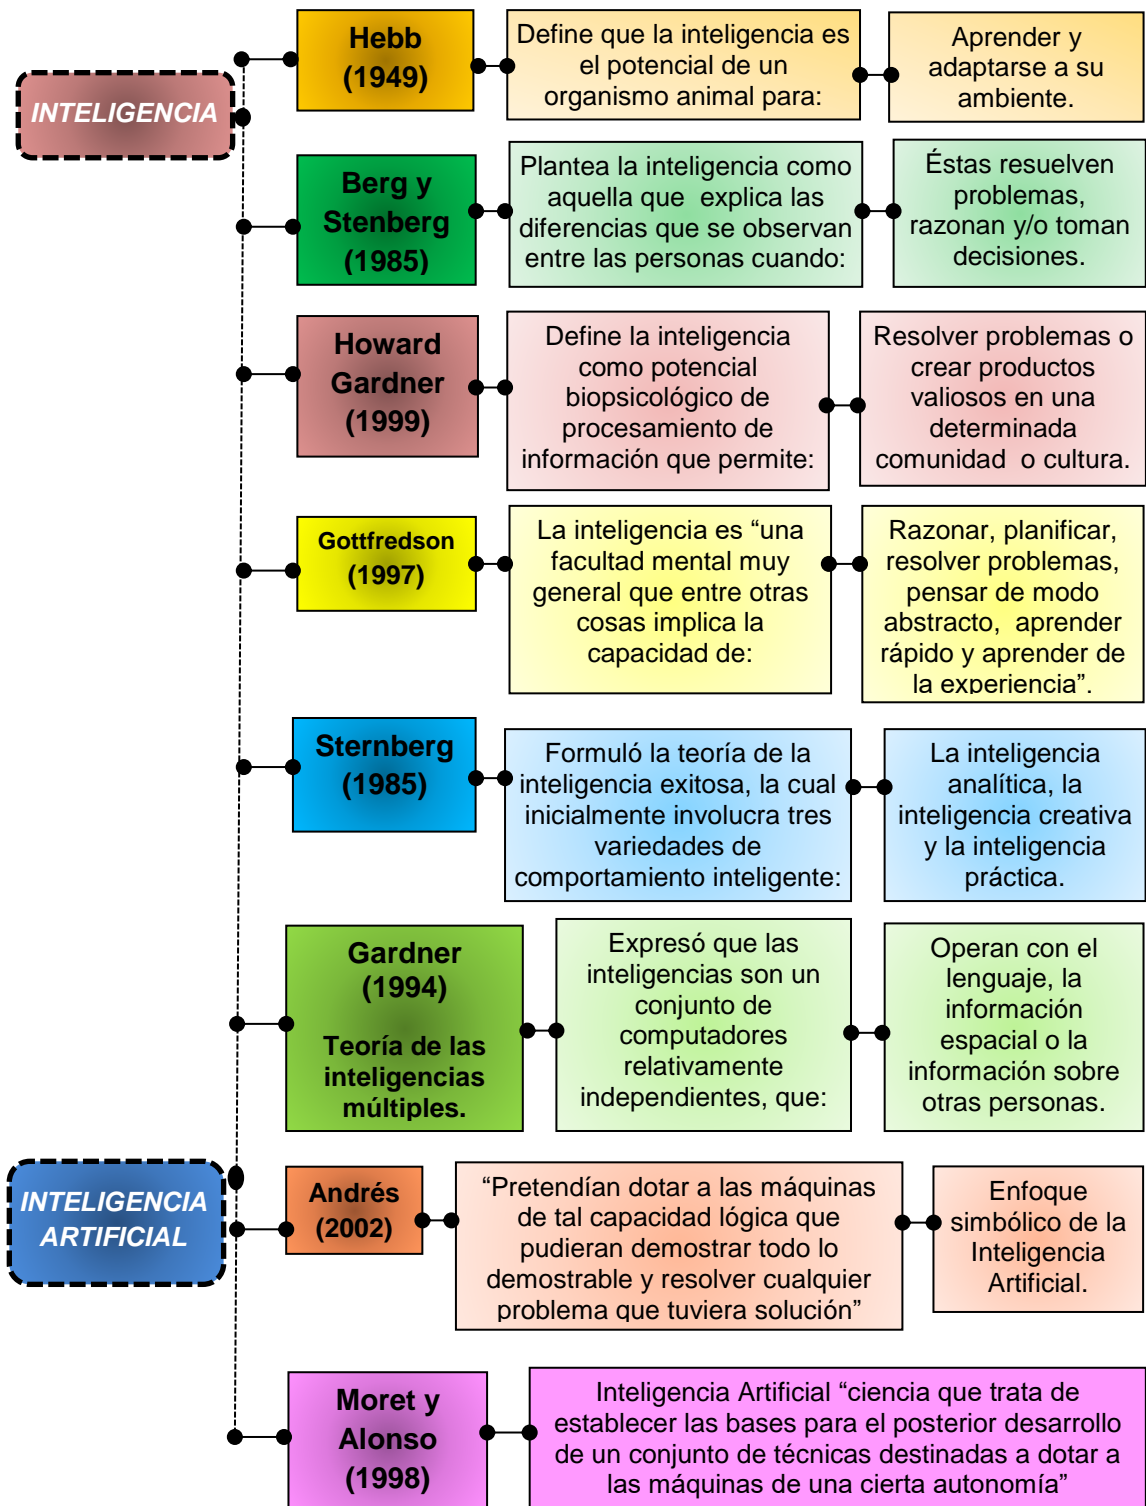 INTELIGENCIA
Hebb
(1949)
Define que la inteligencia es
el potencial de un
organismo animal para:
Aprender y
adaptarse a su
ambiente.
Berg y
Stenberg
(1985)
Plantea la inteligencia como
aquella que explica las
diferencias que se observan
entre las personas cuando:
Éstas resuelven
problemas,
razonan y/o toman
decisiones.
Howard
Gardner
(1999)
Define la inteligencia
como potencial
biopsicológico de
procesamiento de
información que permite:
Resolver problemas o
crear productos
valiosos en una
determinada
comunidad o cultura.
Gottfredson
(1997)
La inteligencia es “una
facultad mental muy
general que entre otras
cosas implica la
capacidad de:
Razonar, planificar,
resolver problemas,
pensar de modo
abstracto, aprender
rápido y aprender de
la experiencia”.
Sternberg
(1985)
Formuló la teoría de la
inteligencia exitosa, la cual
inicialmente involucra tres
variedades de
comportamiento inteligente:
La inteligencia
analítica, la
inteligencia creativa
y la inteligencia
práctica.
Gardner
(1994)
Teoría de las
inteligencias
múltiples.
Expresó que las
inteligencias son un
conjunto de
computadores
relativamente
independientes, que:
Operan con el
lenguaje, la
información
espacial o la
información sobre
otras personas.
INTELIGENCIA
ARTIFICIAL
Andrés
(2002)
“Pretendían dotar a las máquinas
de tal capacidad lógica que
pudieran demostrar todo lo
demostrable y resolver cualquier
problema que tuviera solución”
Enfoque
simbólico de la
Inteligencia
Artificial.
Moret y
Alonso
(1998)
Inteligencia Artificial “ciencia que trata de
establecer las bases para el posterior desarrollo
de un conjunto de técnicas destinadas a dotar a
las máquinas de una cierta autonomía”